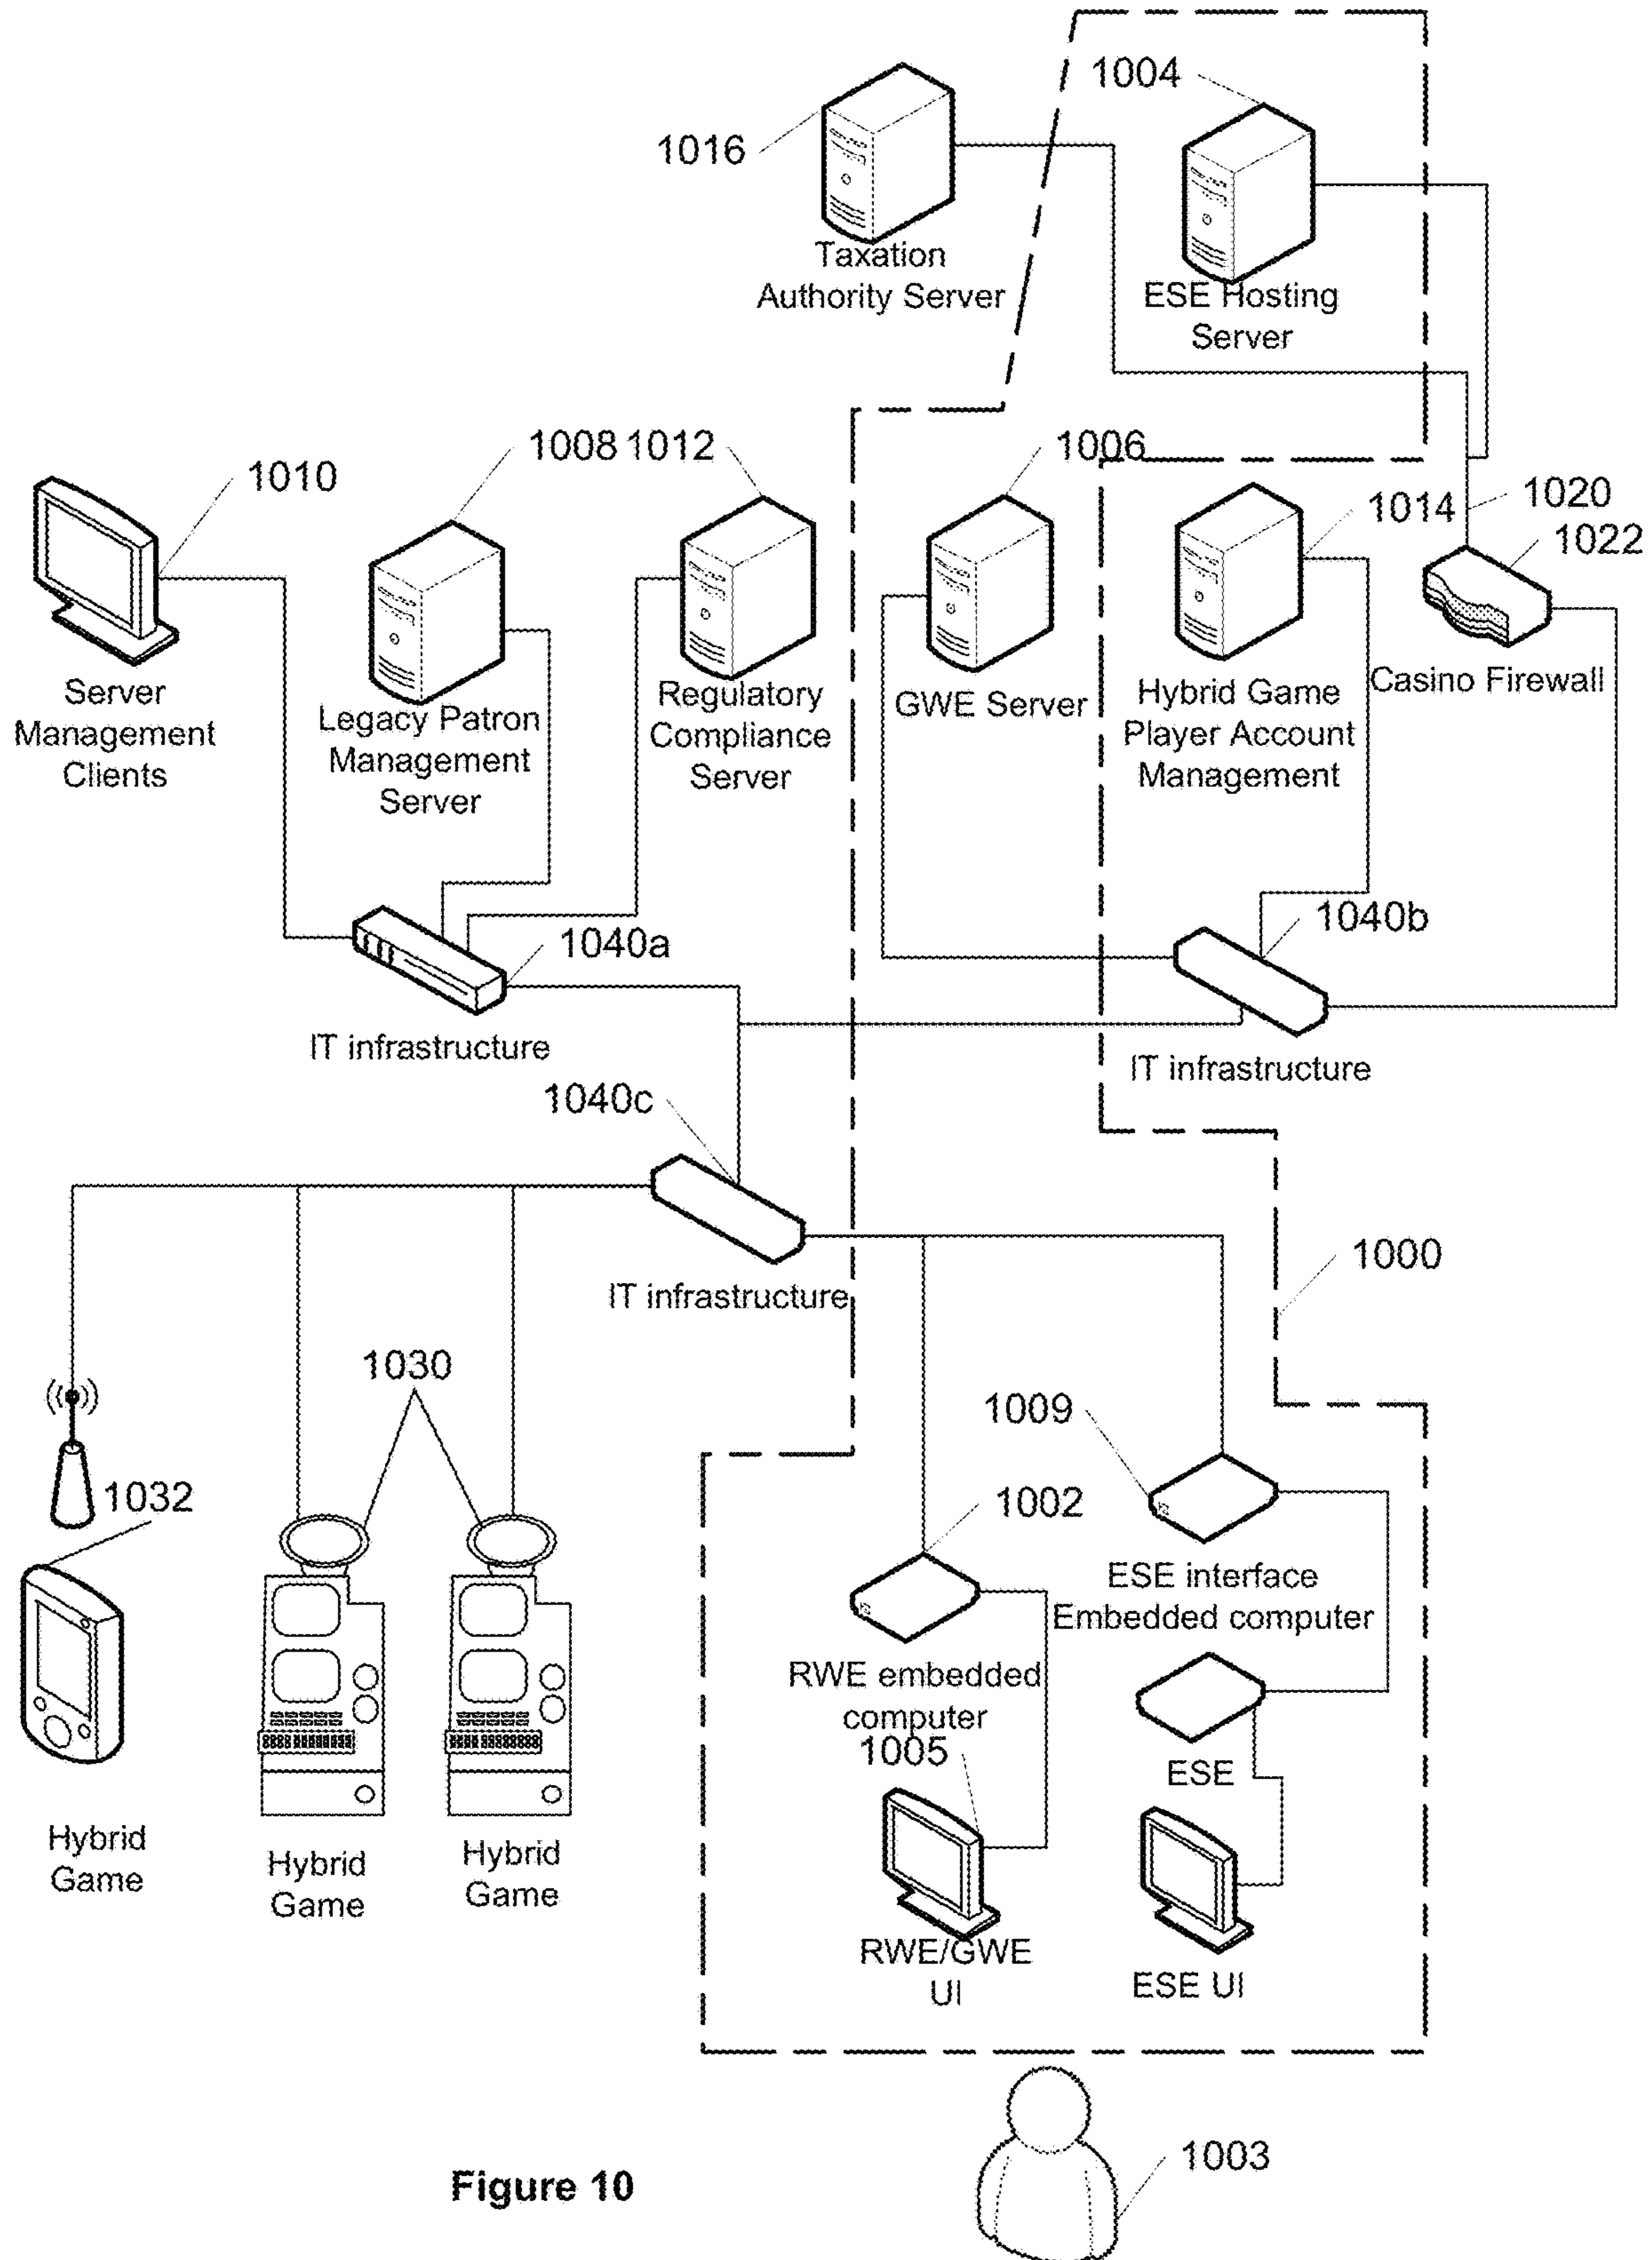 1004
1016
Taxation
Authority Server
ESE Hosting
Server
1008
1012
1006
1010
1014
1020
1022
Server
Management
Clients
Legacy Patron
Management
Server
Regulatory
Compliance
Server
GWE Server
Hybrid Game
Player Account
Management
Casino Firewall
1040a
1040b
IT infrastructure
IT infrastructure
1040c
1000
IT infrastructure
1030
1009
1032
1002
ESE interface
Embedded computer
RWE embedded
computer
1005
ESE
Hybrid
Game
Hybrid
Game
Hybrid
Game
RWE/GWE
UI
ESE UI
1003
Figure 10